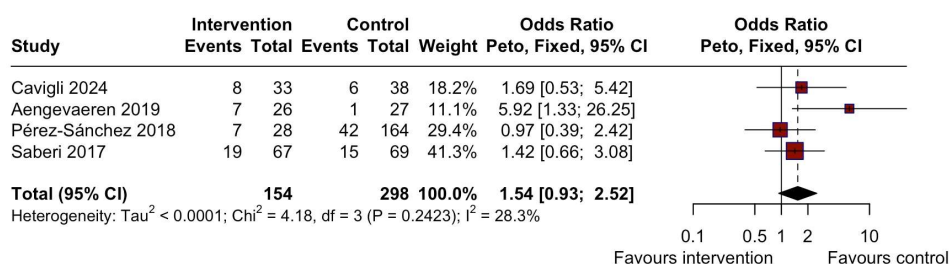 Intervention Control Odds Ratio Odds Ratio
Study Events Total Events Total Weight Peto, Fixed, 95% CI Peto, Fixed, 95% CI
Cavigli 2024 8 33 6 38 18.2% 1.69 [0.53; 5.42]
Aengevaeren 2019 7 26 1 27 11.1% 5.92 [1.33; 26.25]
Pérez-Sánchez 2018 7 28 42 164 29.4% 0.97 [0.39; 2.42]
Saberi 2017 19 67 15 69 41.3% 1.42 [0.66; 3.08]
Total (95% CI) 154 298 100.0% 1.54 [0.93; 2.52]
Heterogeneity: Tau² < 0.0001; Chi² = 4.18, df = 3 (P = 0.2423); I² = 28.3%
0.1 0.5 1 2 10
Favours intervention Favours control